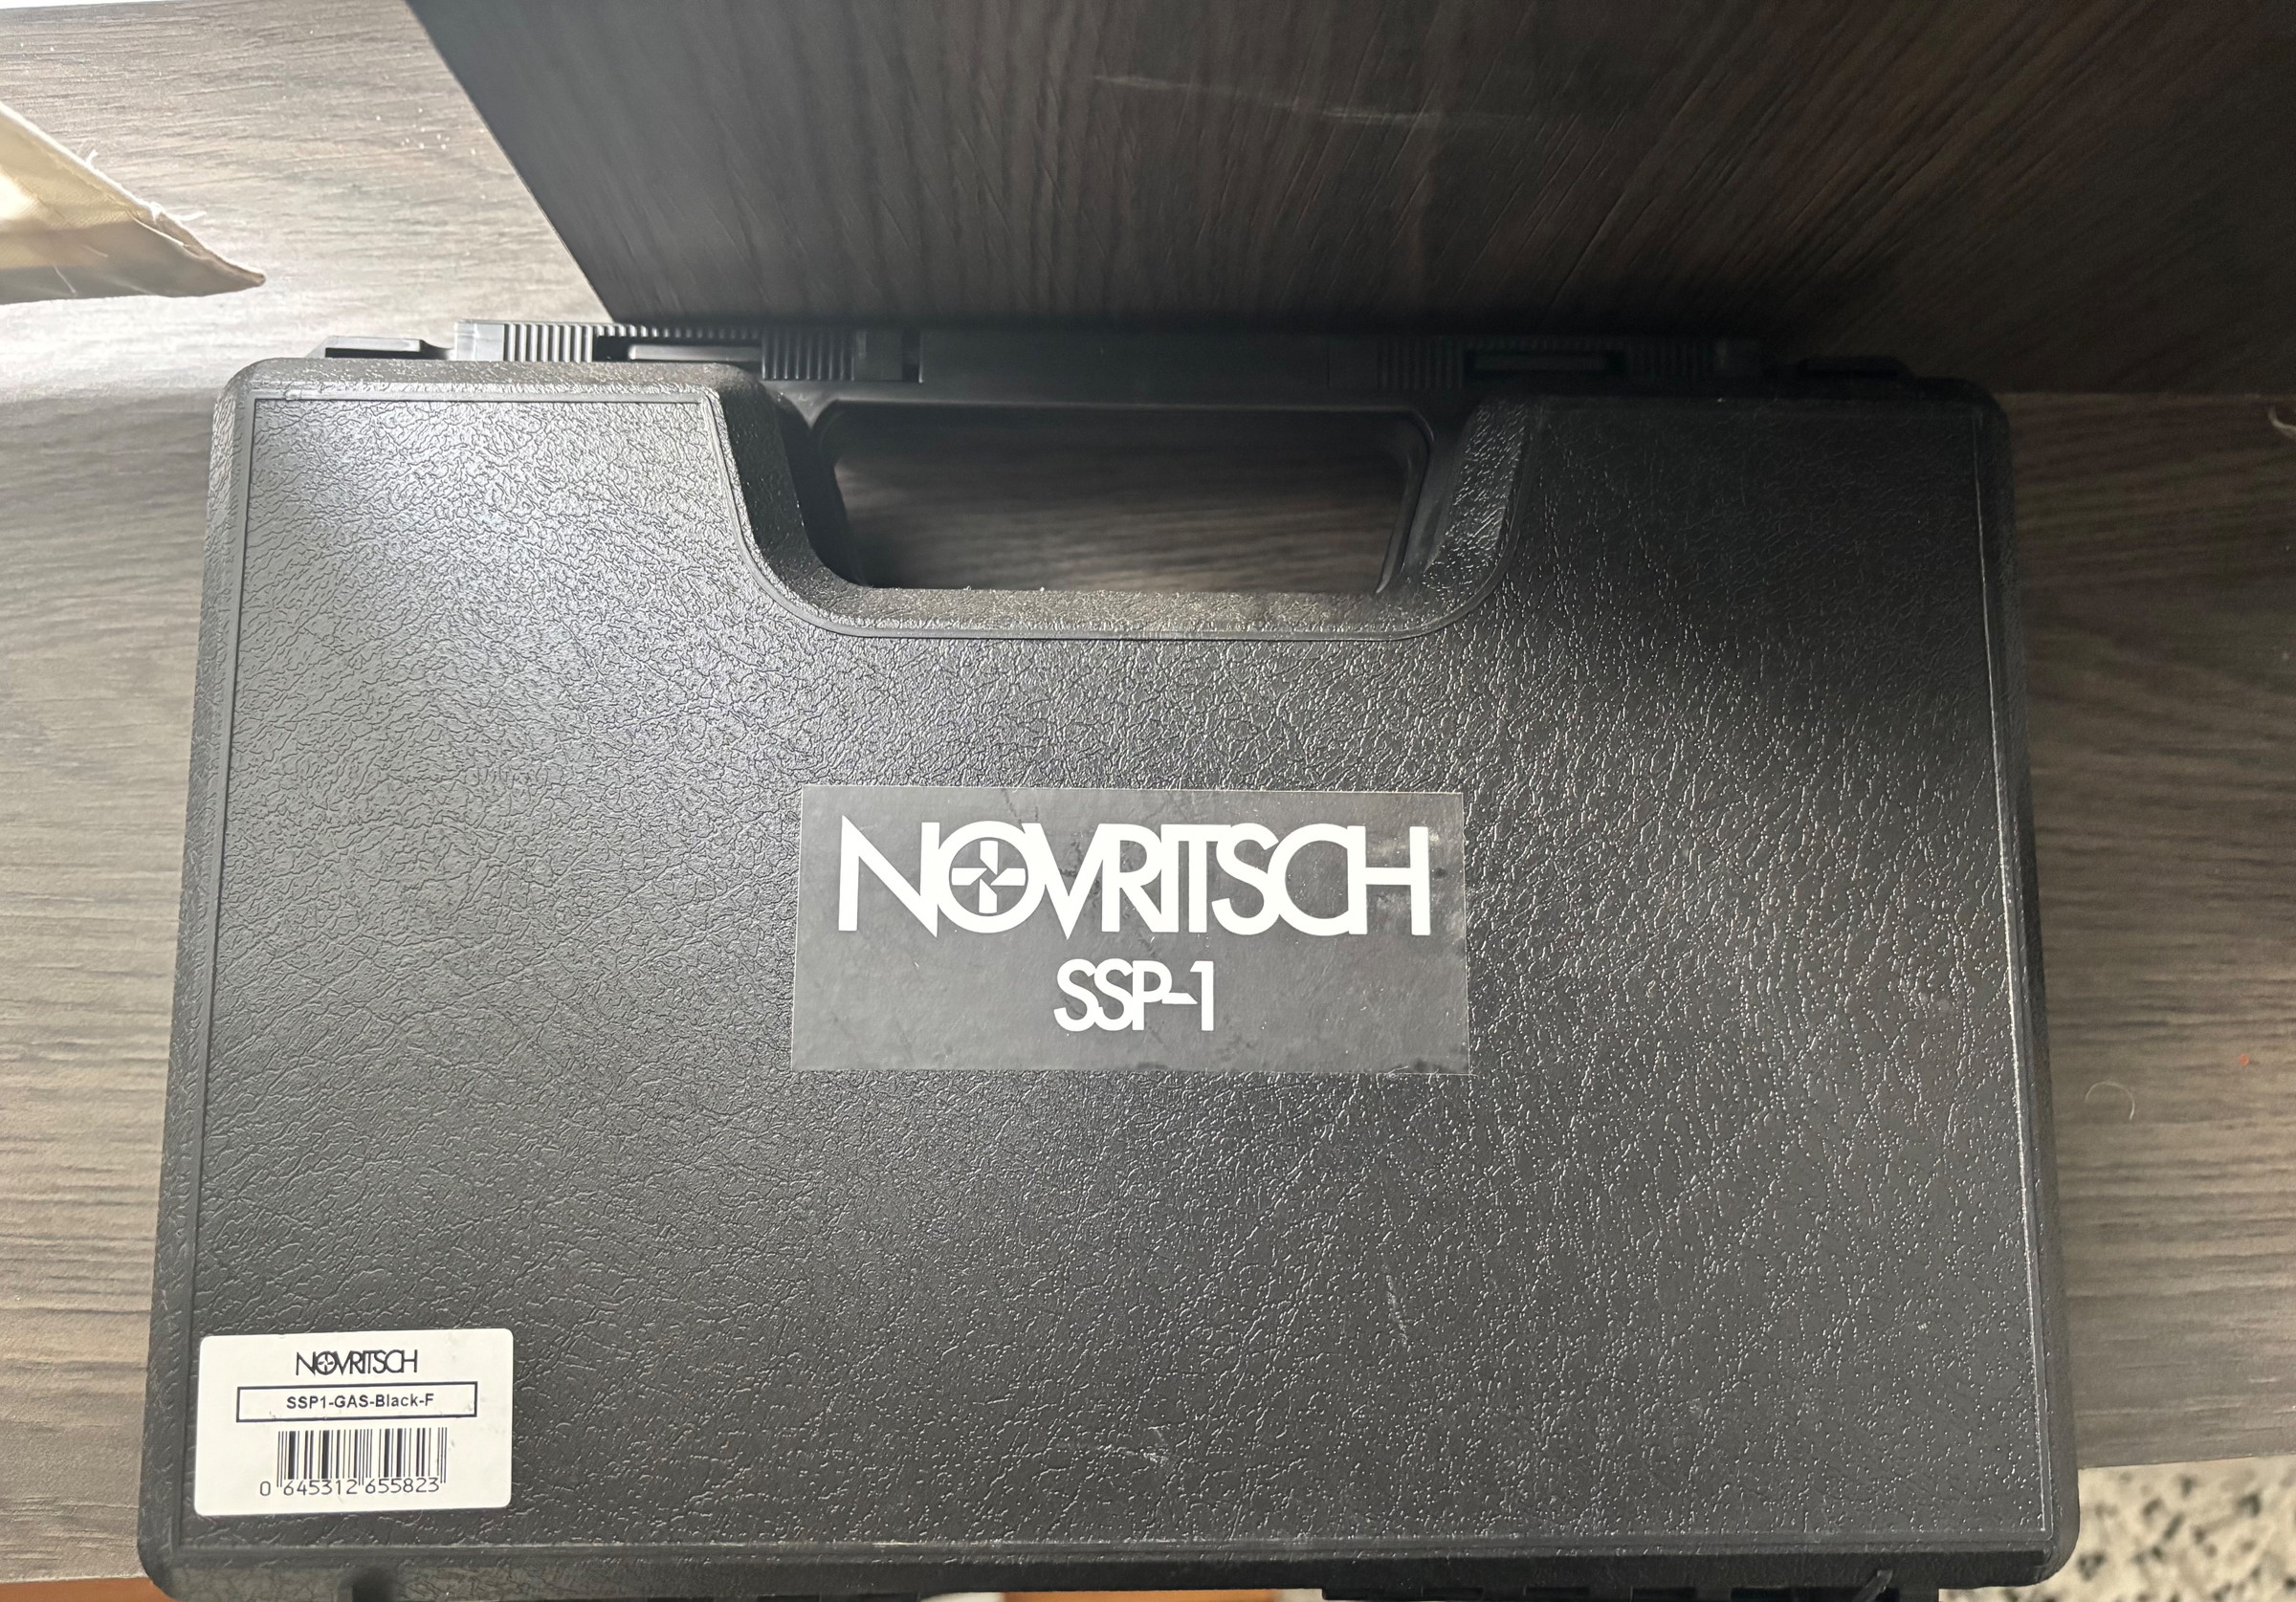 NOVRITSCH
SSP-1
NOVRITSCH
SSP1-GAS-Black-F
0 645312 655823